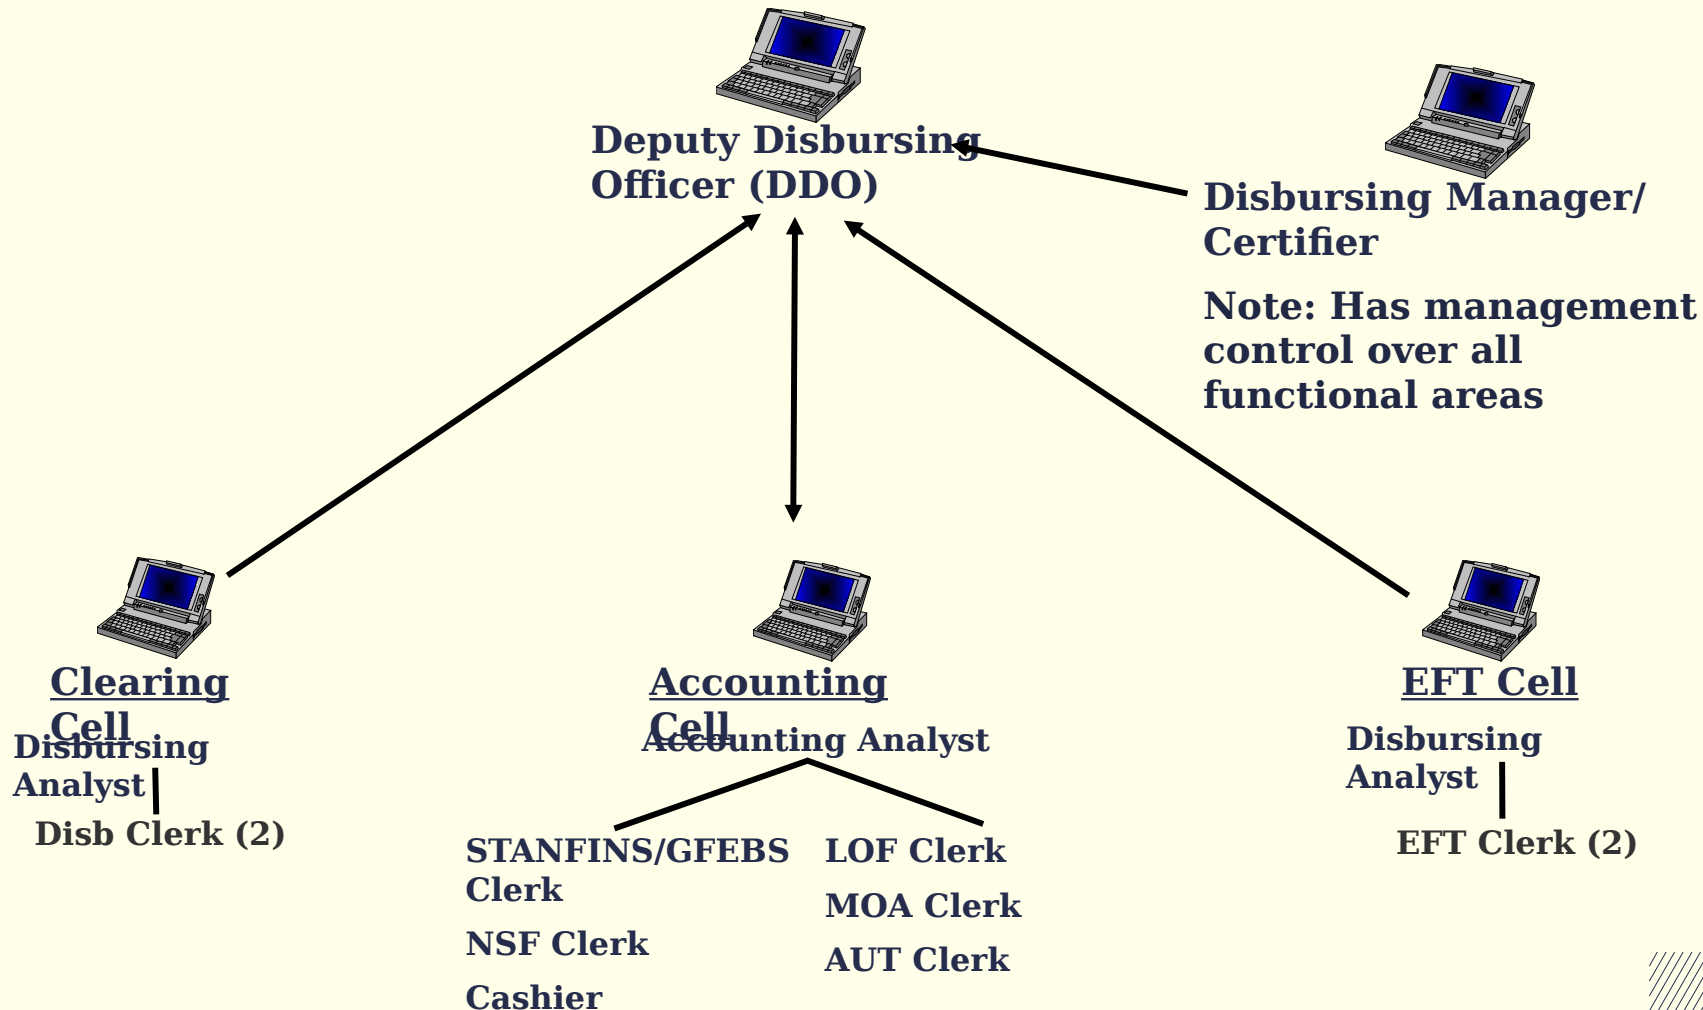 Deputy Disbursing
Officer (DDO)
Disbursing Manager/
Certifier
Note: Has management
control over all
functional areas
Clearing
Cell
Disbursing
Analyst
Disb Clerk (2)
Accounting
Cell
Accounting Analyst
STANFINS/GFEBS
Clerk
NSF Clerk
Cashier
LOF Clerk
MOA Clerk
AUT Clerk
EFT Cell
Disbursing
Analyst
EFT Clerk (2)